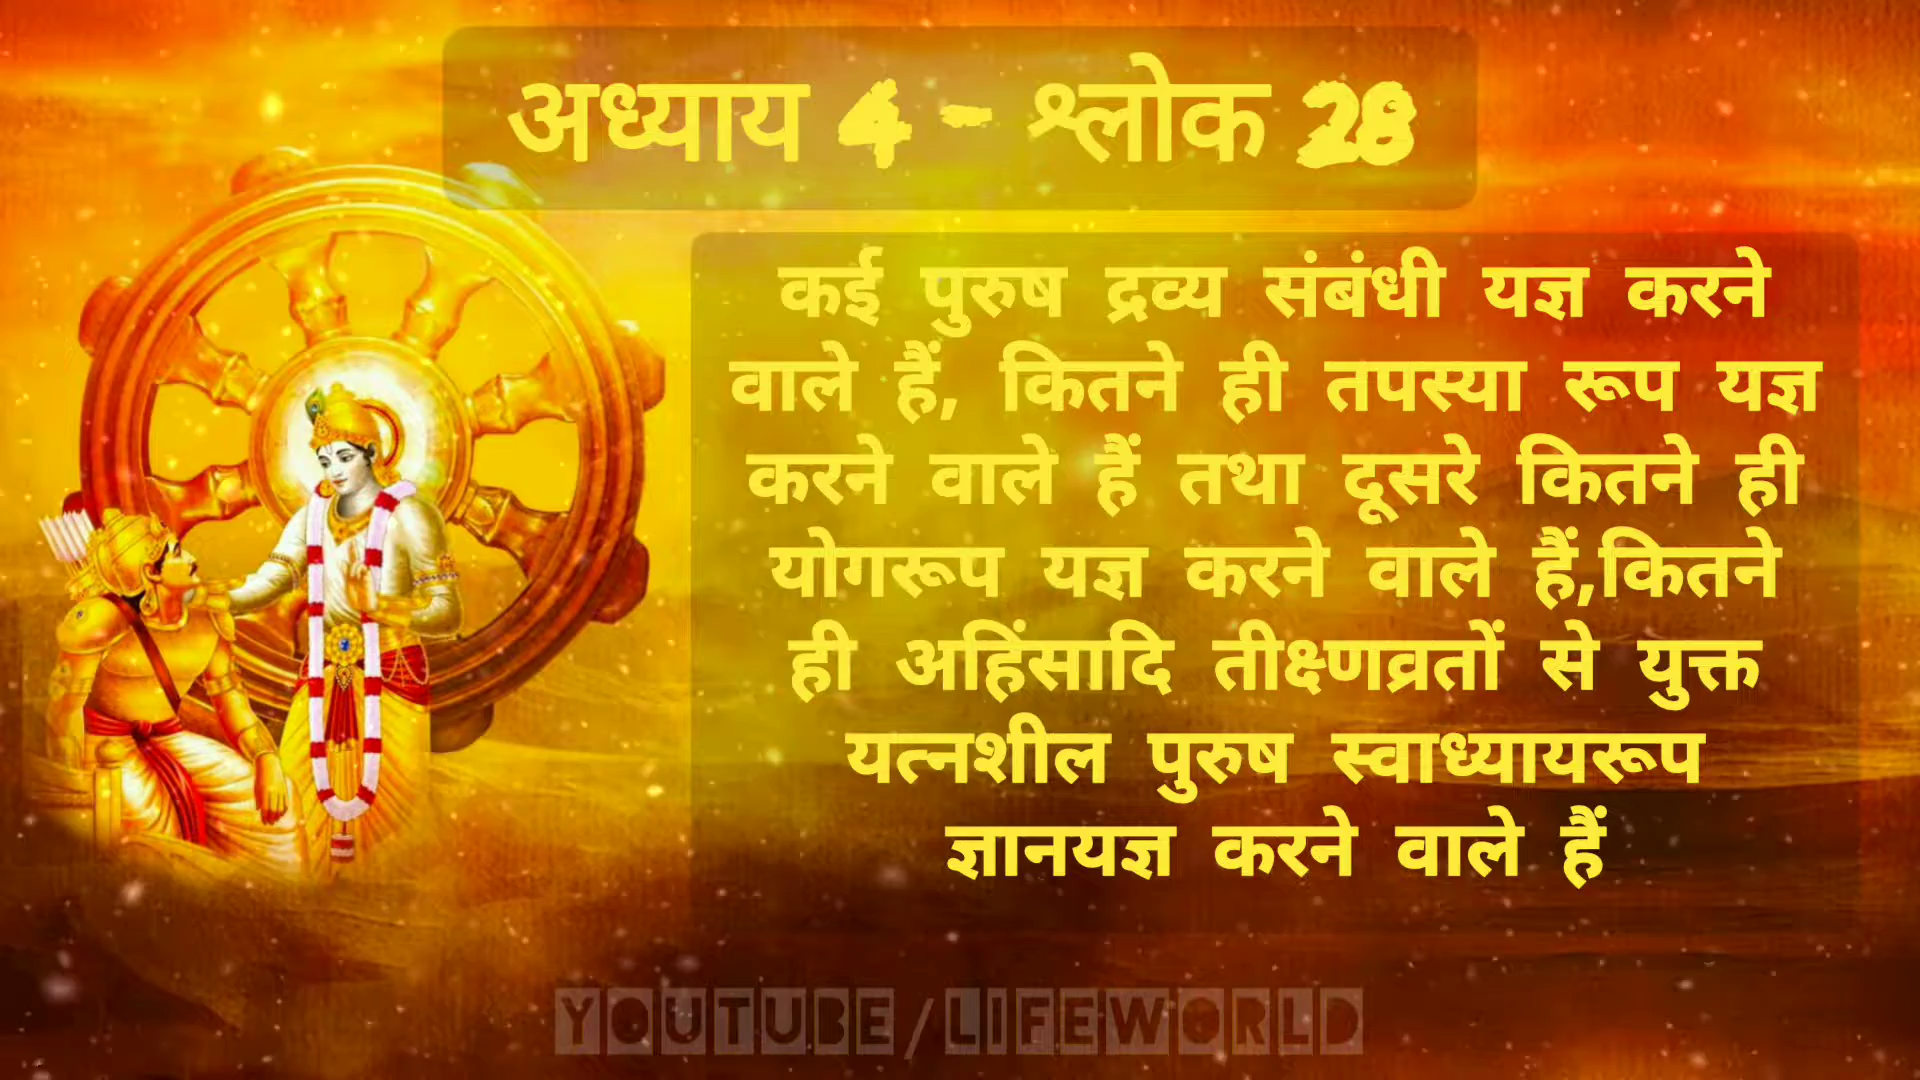 अध्याय 4 - श्लोक 28
कई पुरुष द्रव्य संबंधी यज्ञ करने
वाले हैं, कितने ही तपस्या रूप यज्ञ
करने वाले हैं तथा दूसरे कितने ही
योगरूप यज्ञ करने वाले हैं,कितने
ही अहिंसादि तीक्ष्णव्रतों से युक्त
यत्नशील पुरुष स्वाध्यायरूप
ज्ञानयज्ञ करने वाले हैं
YOUTUBE/LIFEWORLD